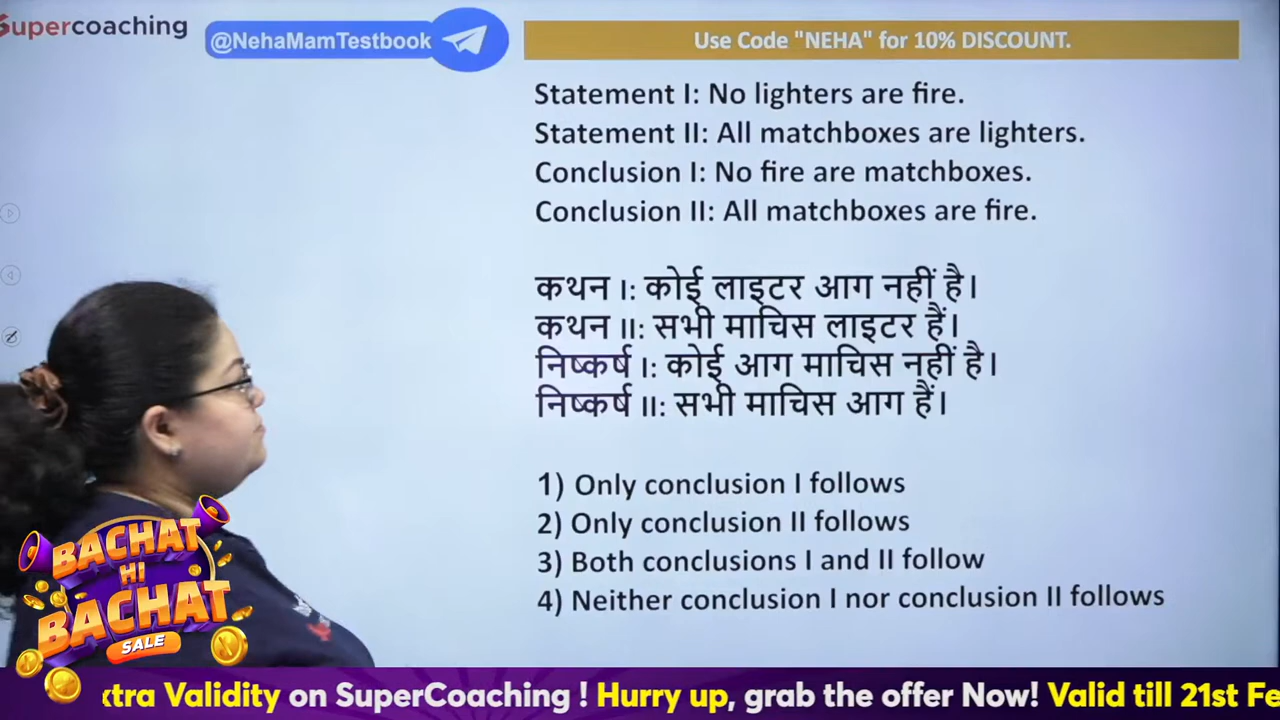 Supercoaching
@NehaMamTestbook
Use Code "NEHA" for 10% DISCOUNT.
Statement I: No lighters are fire.
Statement II: All matchboxes are lighters.
Conclusion I: No fire are matchboxes.
Conclusion II: All matchboxes are fire.
कथन I: कोई लाइटर आग नहीं है।
कथन II: सभी माचिस लाइटर हैं।
निष्कर्ष I: कोई आग माचिस नहीं है।
निष्कर्ष II: सभी माचिस आग हैं।
1) Only conclusion I follows
2) Only conclusion II follows
3) Both conclusions I and II follow
4) Neither conclusion I nor conclusion II follows
BACHAT
HI
BACHAT
SALE
xtra Validity on SuperCoaching ! Hurry up, grab the offer Now! Valid till 21st Fe